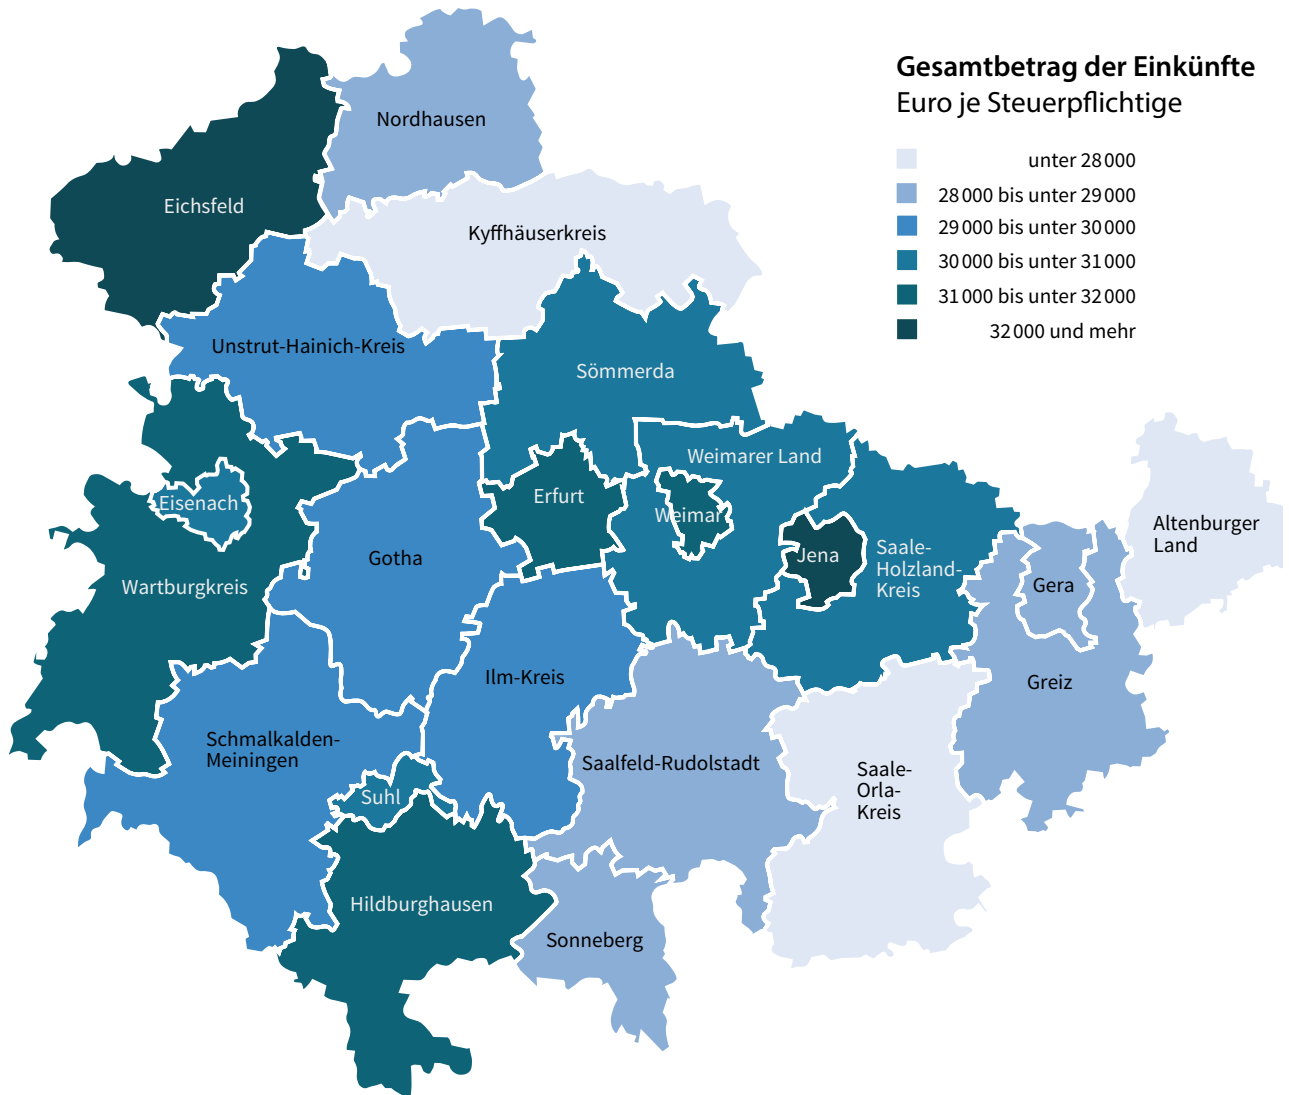 Gesamtbetrag der Einkünfte
Euro je Steuerpflichtige
unter 28 000
28 000 bis unter 29 000
29 000 bis unter 30 000
30 000 bis unter 31 000
31 000 bis unter 32 000
32 000 und mehr
Nordhausen
Eichsfeld
Kyffhäuserkreis
Unstrut-Hainich-Kreis
Sömmerda
Weimarer Land
Eisenach
Erfurt
Weimar
Altenburger
Land
Gotha
Jena
Saale-
Holzland-
Kreis
Wartburgkreis
Gera
Ilm-Kreis
Greiz
Schmalkalden-
Meiningen
Saalfeld-Rudolstadt
Saale-
Orla-
Kreis
Suhl
Hildburghausen
Sonneberg